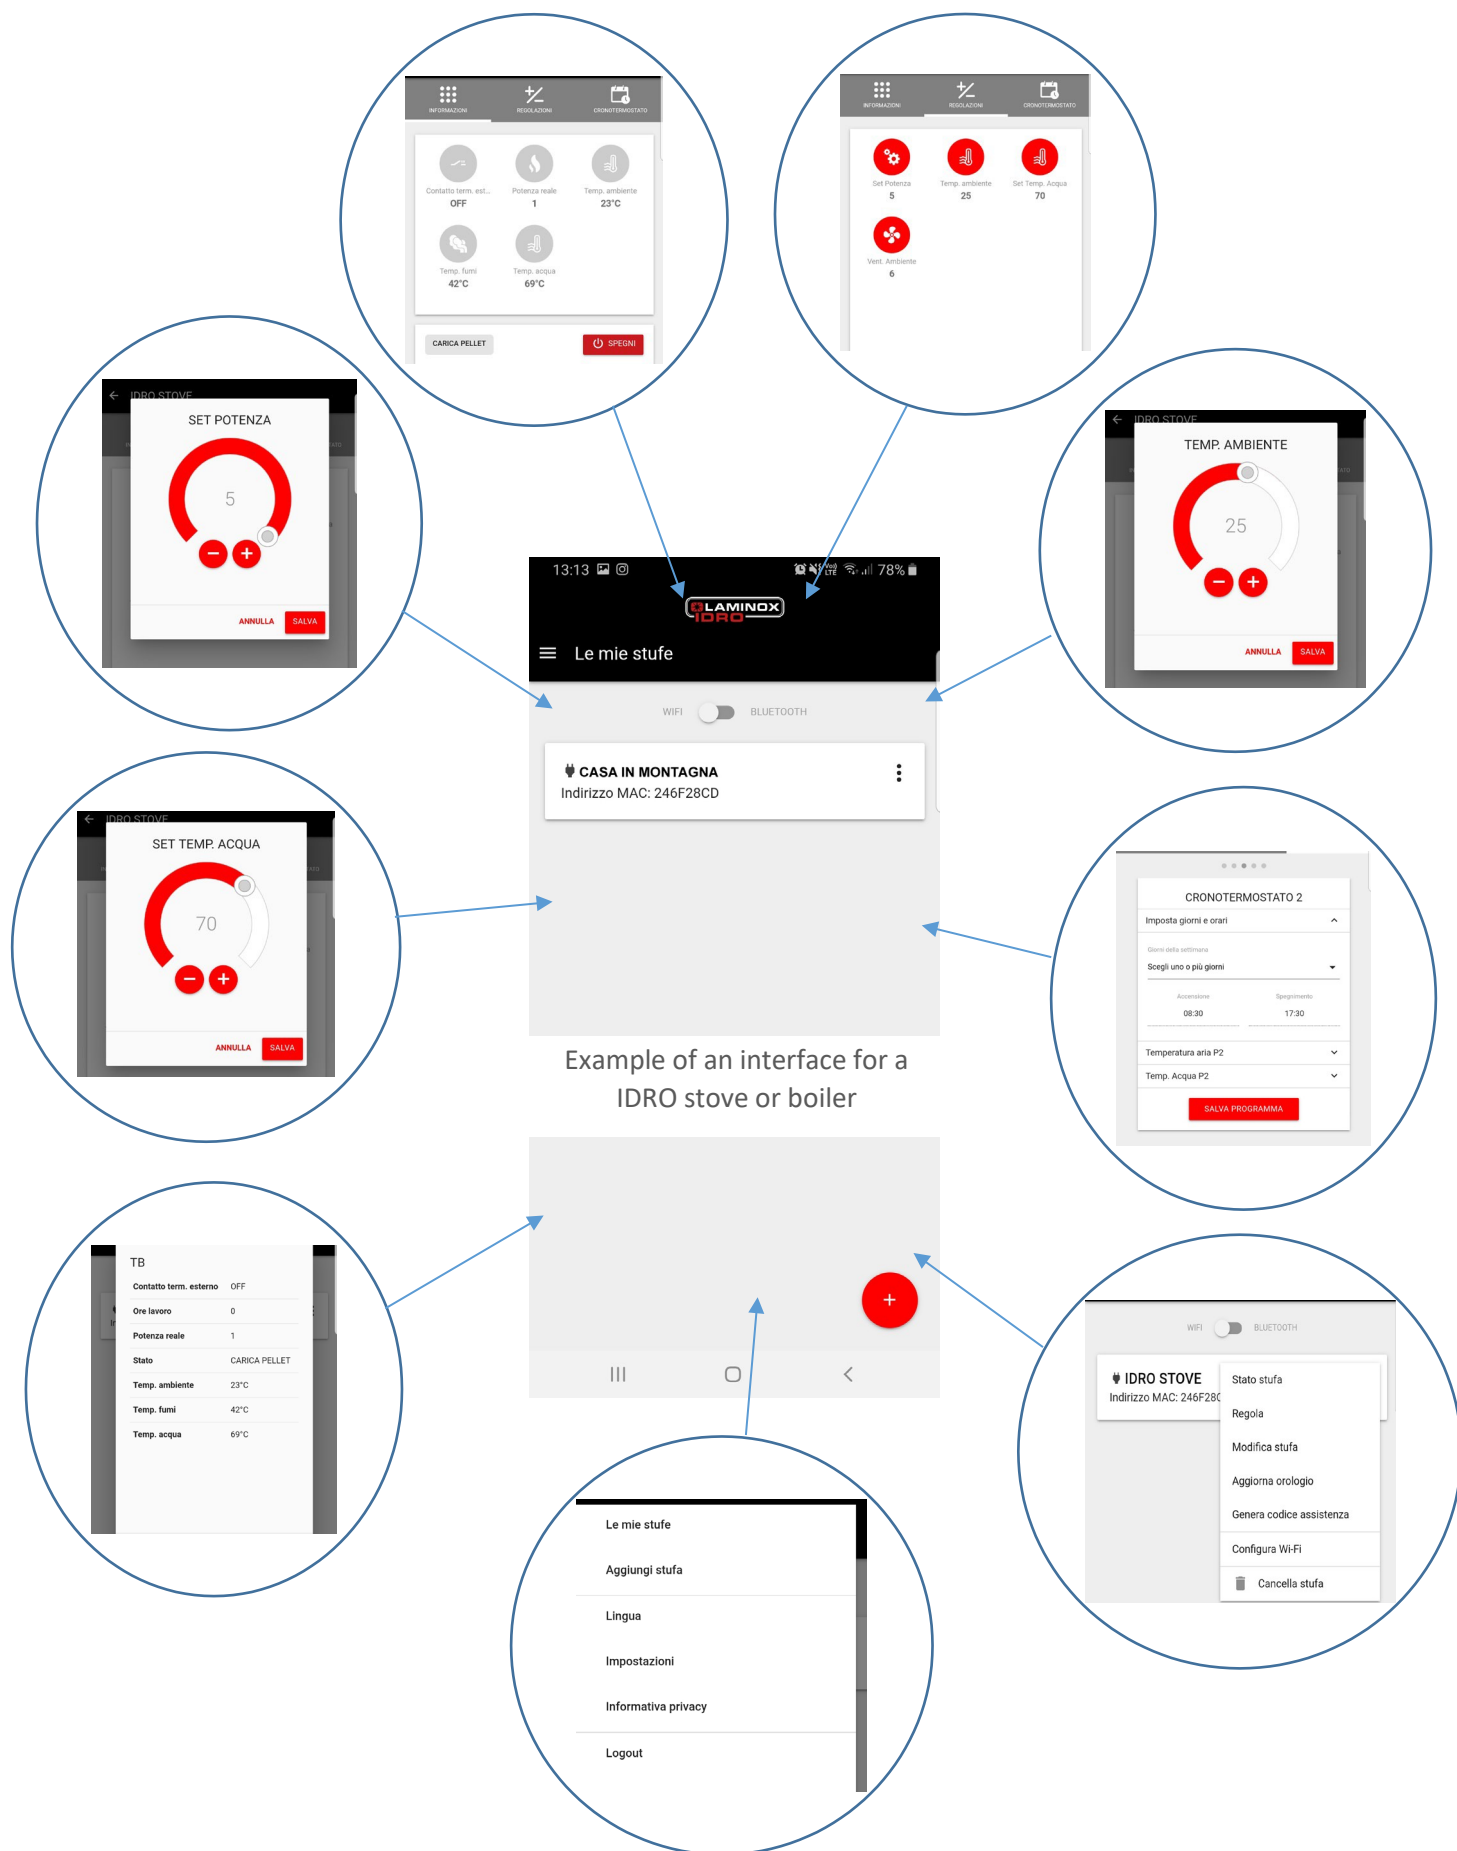 INFORMAZIONI REGOLAZIONI CRONOTERMOSTATO
Contatto term. est... Potenza reale Temp. ambiente
OFF 1 23°C
Temp. fumi Temp. acqua
42°C 69°C
CARICA PELLET SPEGNI
INFORMAZIONI REGOLAZIONI CRONOTERMOSTATO
Set Potenza Temp. ambiente Set Temp. Acqua
5 25 70
Vent. Ambiente
6
IDRO STOVE
SET POTENZA
5
ANNULLA SALVA
IDRO STOVE
TEMP. AMBIENTE
25
ANNULLA SALVA
13:13 78%
LAMINOX
IDRO
Le mie stufe
WIFI BLUETOOTH
CASA IN MONTAGNA
Indirizzo MAC: 246F28CD
IDRO STOVE
SET TEMP. ACQUA
70
ANNULLA SALVA
CRONOTERMOSTATO 2
Imposta giorni e orari
Giorni della settimana
Scegli uno o più giorni
Accensione Spegnimento
08:30 17:30
Temperatura aria P2
Temp. Acqua P2
SALVA PROGRAMMA
Example of an interface for a
IDRO stove or boiler
TB
Contatto term. esterno OFF
Ore lavoro 0
Potenza reale 1
Stato CARICA PELLET
Temp. ambiente 23°C
Temp. fumi 42°C
Temp. acqua 69°C
WIFI BLUETOOTH
IDRO STOVE
Indirizzo MAC: 246F28C
Stato stufa
Regola
Modifica stufa
Aggiorna orologio
Genera codice assistenza
Configura Wi-Fi
Cancella stufa
Le mie stufe
Aggiungi stufa
Lingua
Impostazioni
Informativa privacy
Logout